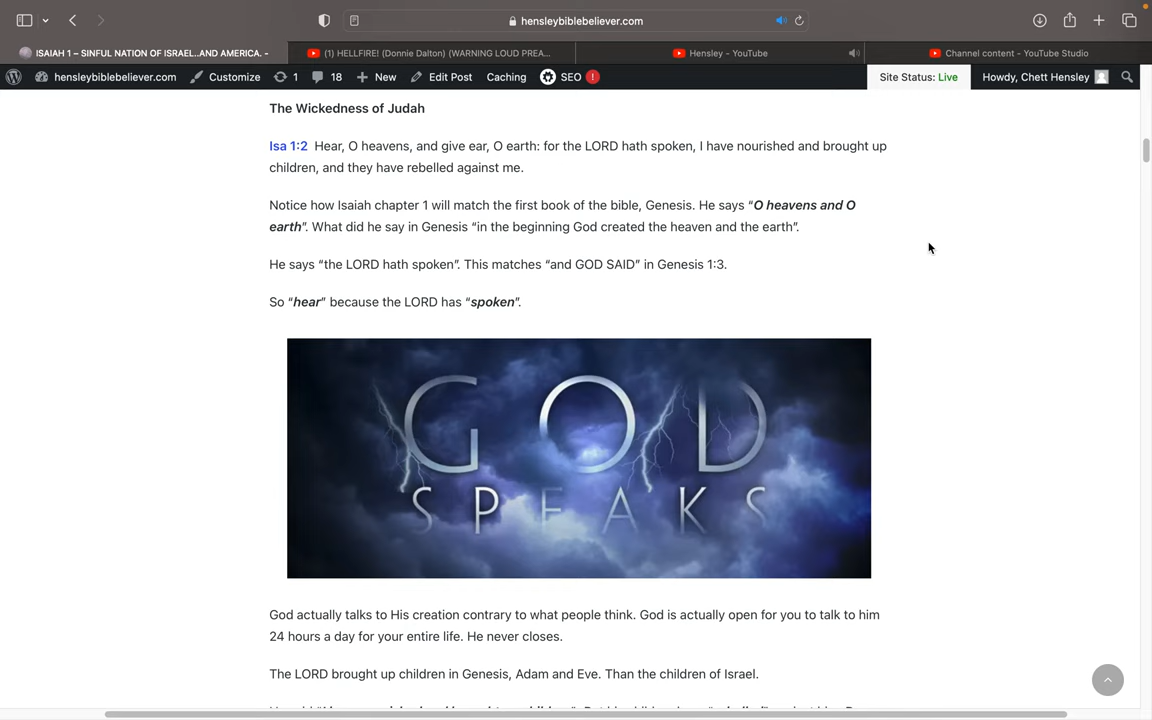 hensleybiblebeliever.com
ISAIAH 1 – SINFUL NATION OF ISRAEL..AND AMERICA. -
(1) HELLFIRE! (Donnie Dalton) (WARNING LOUD PREA...
Hensley - YouTube
Channel content - YouTube Studio
hensleybiblebeliever.com
Customize
1
18
New
Edit Post
Caching
SEO
!
Site Status: Live
Howdy, Chett Hensley
The Wickedness of Judah
Isa 1:2 Hear, O heavens, and give ear, O earth: for the LORD hath spoken, I have nourished and brought up
children, and they have rebelled against me.
Notice how Isaiah chapter 1 will match the first book of the bible, Genesis. He says “O heavens and O
earth”. What did he say in Genesis “in the beginning God created the heaven and the earth”.
He says “the LORD hath spoken”. This matches “and GOD SAID” in Genesis 1:3.
So “hear” because the LORD has “spoken”.
GOD
SPEAKS
God actually talks to His creation contrary to what people think. God is actually open for you to talk to him
24 hours a day for your entire life. He never closes.
The LORD brought up children in Genesis, Adam and Eve. Than the children of Israel.